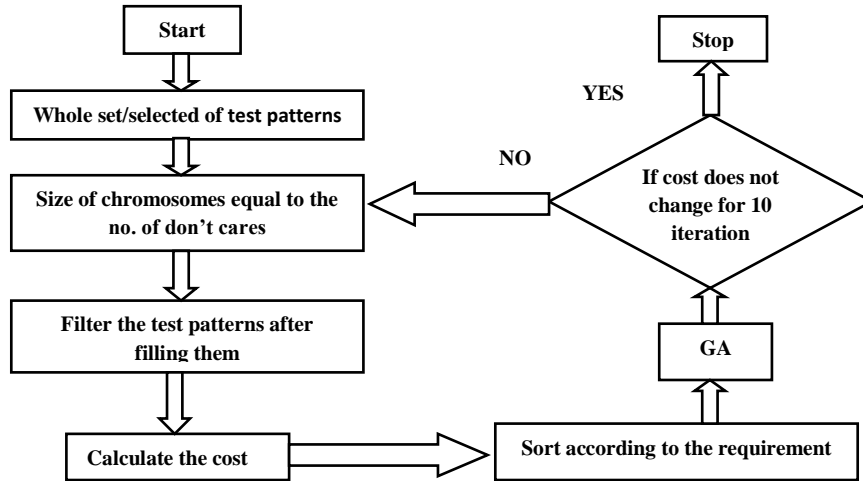 Start
Whole set/selected of test patterns
Size of chromosomes equal to the
no. of don't cares
Filter the test patterns after
filling them
Calculate the cost
Sort according to the requirement
GA
If cost does not
change for 10
iteration
NO
YES
Stop